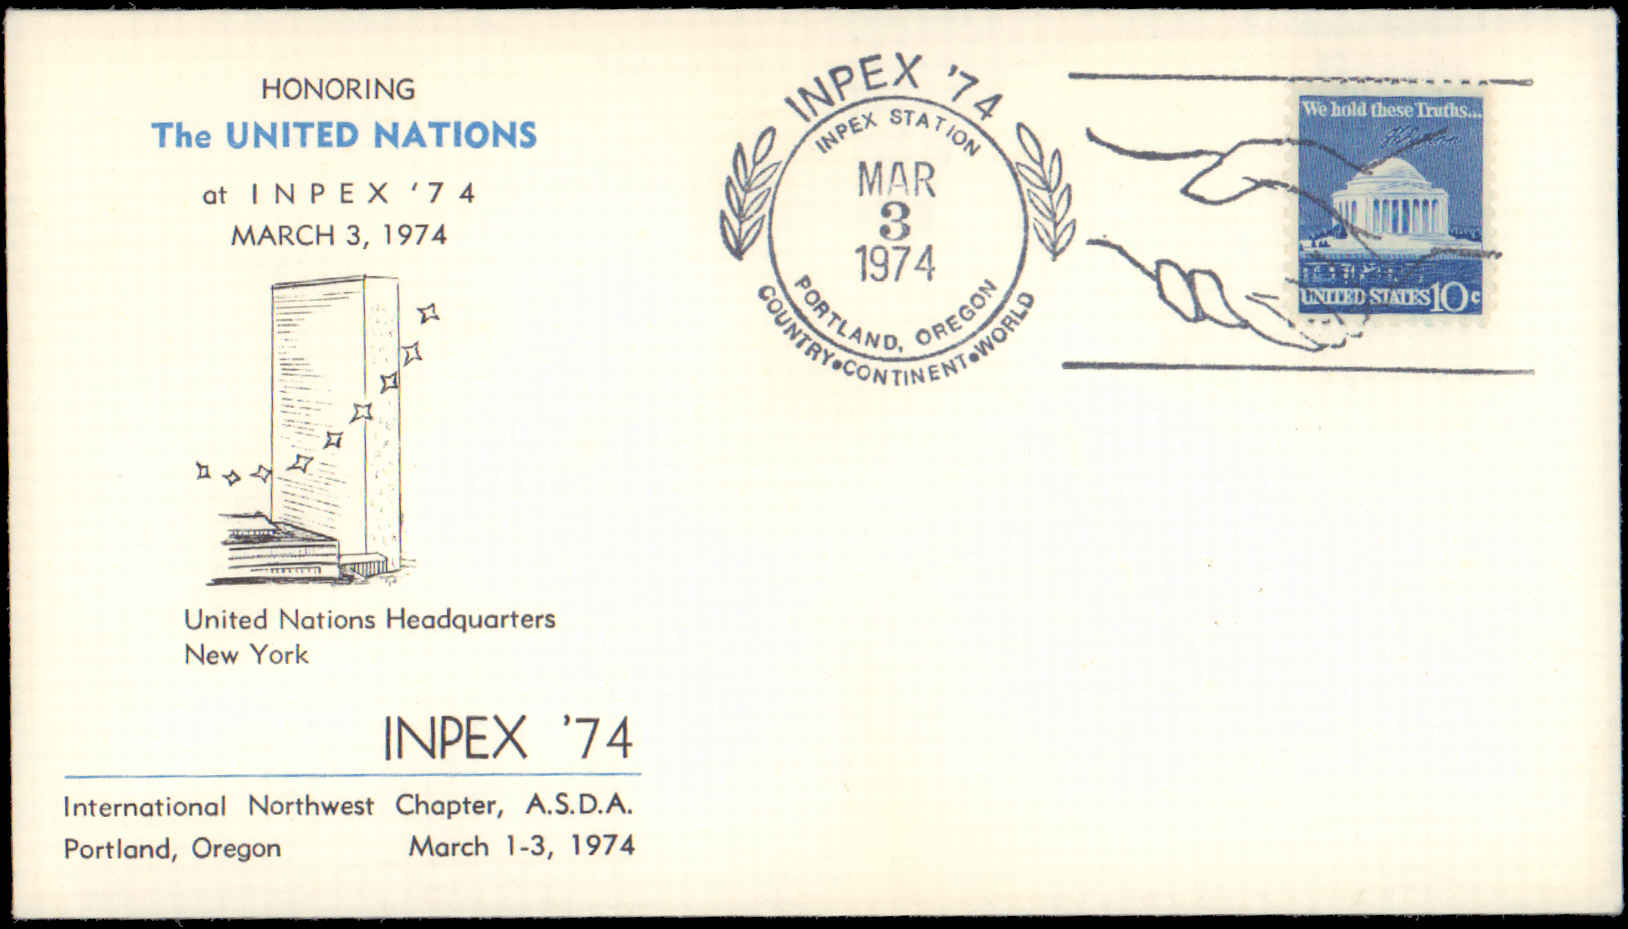 HONORING
The UNITED NATIONS
at INPEX '74
MARCH 3, 1974
United Nations Headquarters
New York
INPEX '74
International Northwest Chapter, A.S.D.A.
Portland, Oregon March 1-3, 1974
INPEX '74
INPEX STATION
MAR
3
1974
PORTLAND, OREGON
COUNTRY•CONTINENT•WORLD
We hold these Truths...
UNITED STATES 10c